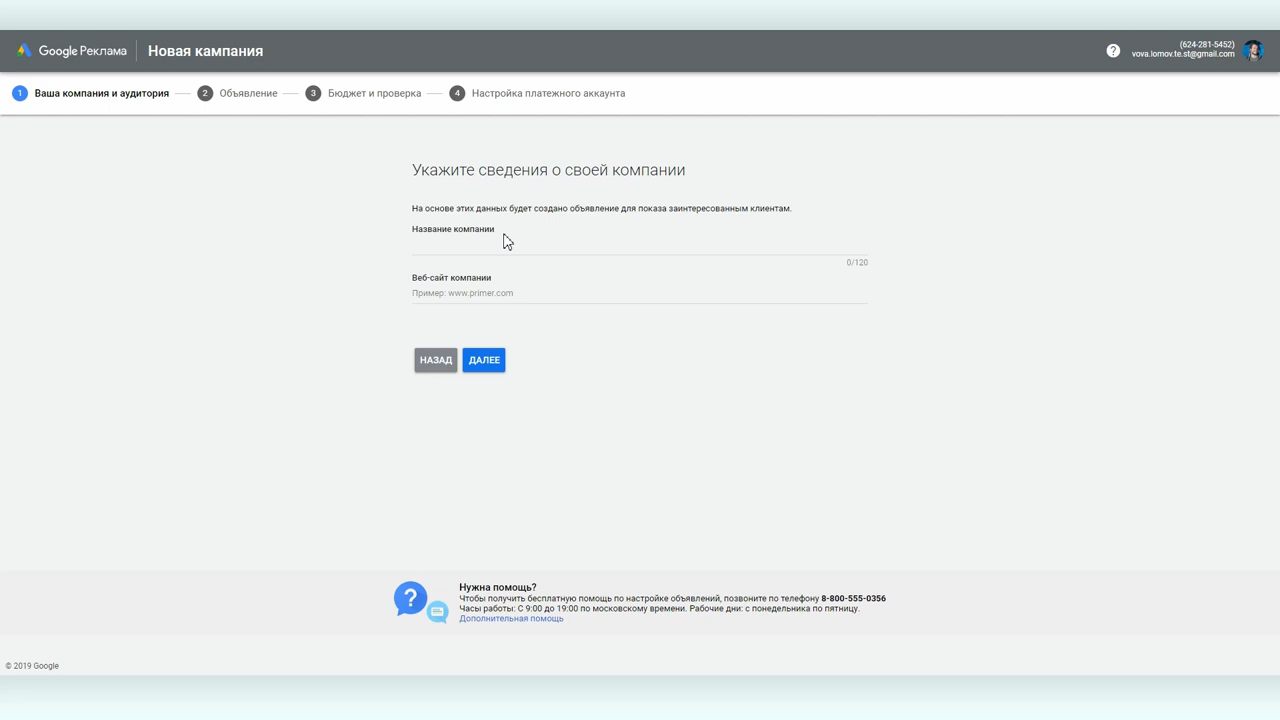 Google Реклама Новая кампания
(624-281-5452)
vova.lomov.te.st@gmail.com
1 Ваша компания и аудитория 2 Объявление 3 Бюджет и проверка 4 Настройка платежного аккаунта
Укажите сведения о своей компании
На основе этих данных будет создано объявление для показа заинтересованным клиентам.
Название компании
0/120
Веб-сайт компании
Пример: www.primer.com
НАЗАД ДАЛЕЕ
Нужна помощь?
Чтобы получить бесплатную помощь по настройке объявлений, позвоните по телефону 8-800-555-0356
Часы работы: С 9:00 до 19:00 по московскому времени. Рабочие дни: с понедельника по пятницу.
Дополнительная помощь
© 2019 Google